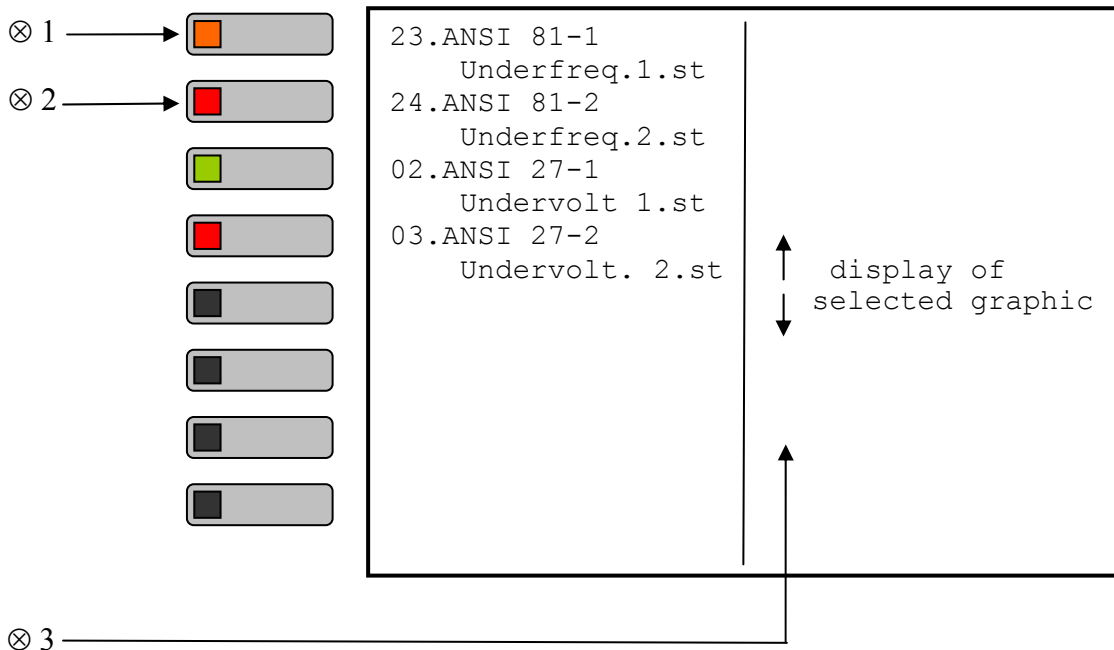 ⊗ 1
⊗ 2
23.ANSI 81-1
Underfreq.1.st
24.ANSI 81-2
Underfreq.2.st
02.ANSI 27-1
Undervolt 1.st
03.ANSI 27-2
Undervolt. 2.st
display of
selected graphic
⊗ 3